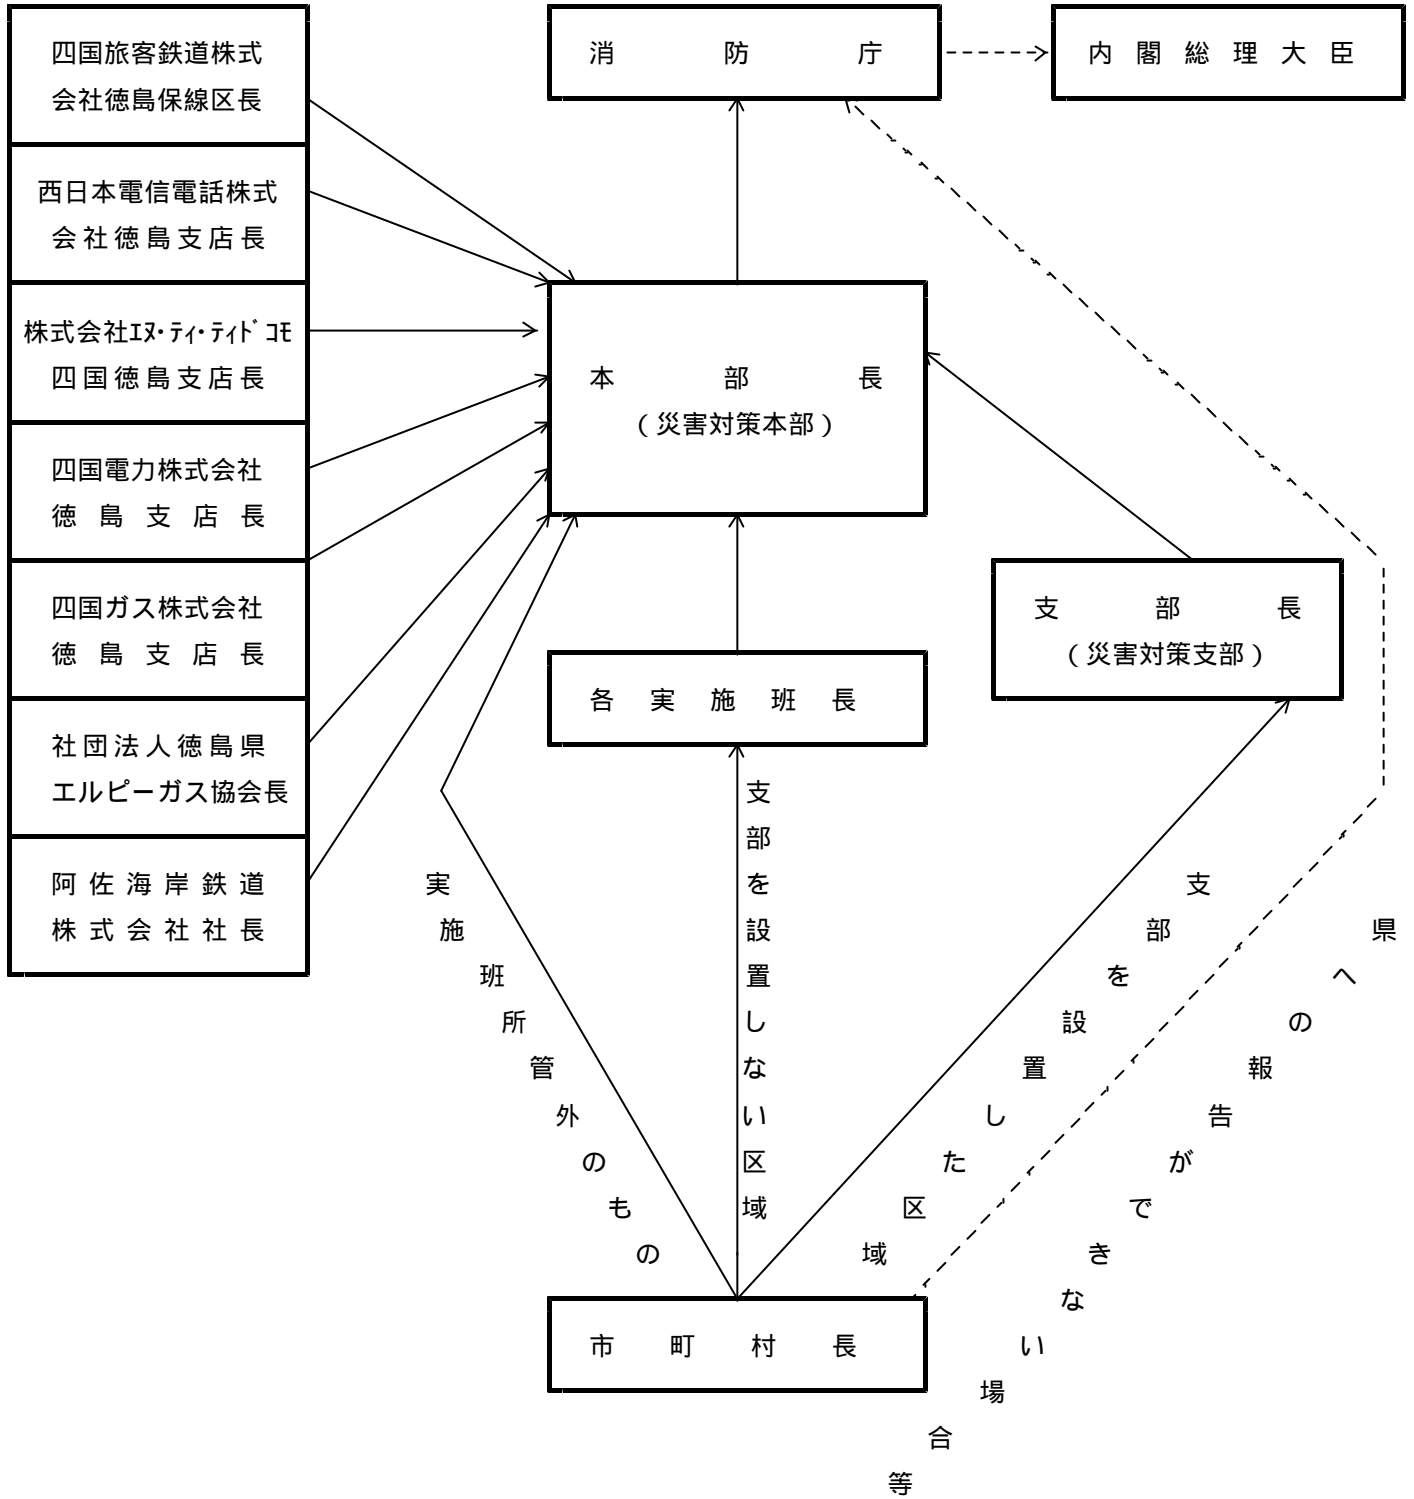 四国旅客鉄道株式
会社徳島保線区長
西日本電信電話株式
会社徳島支店長
株式会社ｴﾇ･ﾃｨ･ﾃｨﾄﾞｺﾓ
四国徳島支店長
四国電力株式会社
徳島支店長
四国ガス株式会社
徳島支店長
社団法人徳島県
エルピーガス協会長
阿佐海岸鉄道
株式会社社長
消防庁
内閣総理大臣
本部長
（災害対策本部）
支部長
（災害対策支部）
各実施班長
実施班所管外のもの
支部を設置しない区域
支部を設置した区域
県への報告ができない場合等
市町村長